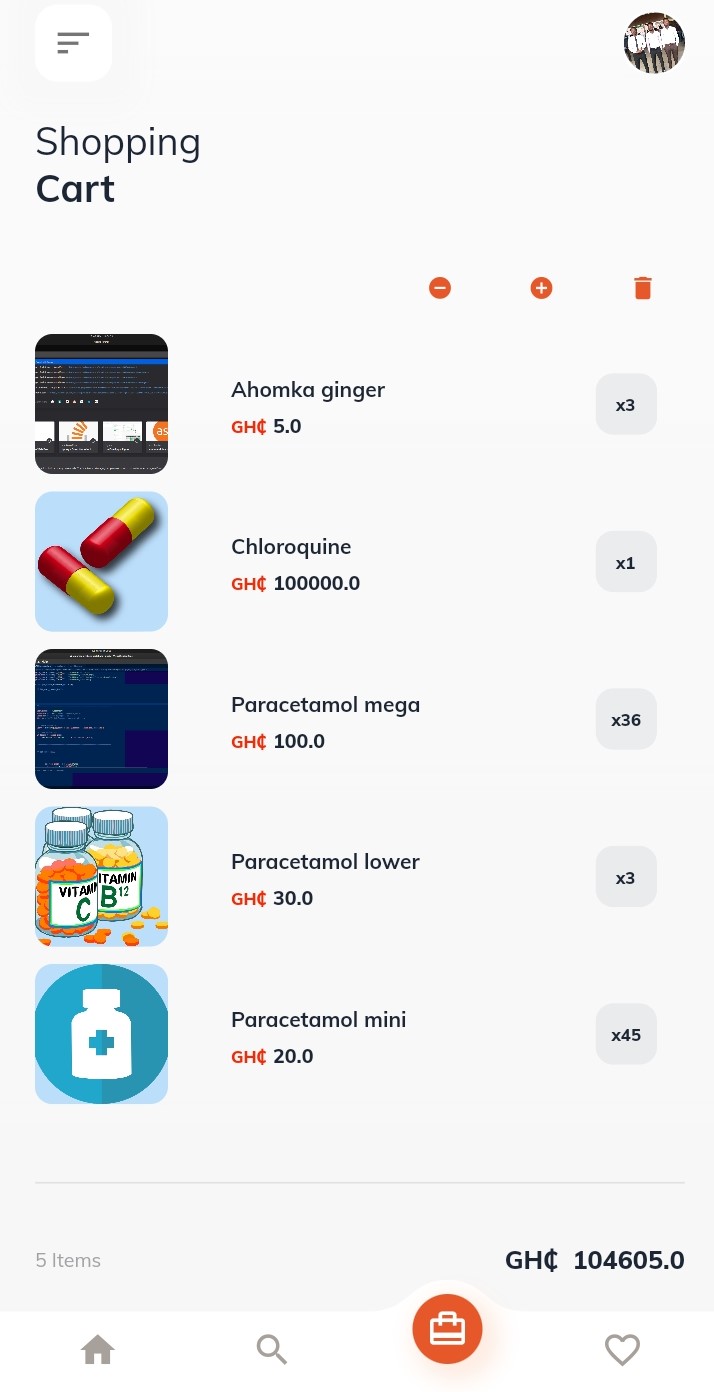 Shopping
Cart
Ahomka ginger
GH₵ 5.0
x3
Chloroquine
GH₵ 100000.0
x1
Paracetamol mega
GH₵ 100.0
x36
VITAMIN
C
ITAMIN
B12
Paracetamol lower
GH₵ 30.0
x3
Paracetamol mini
GH₵ 20.0
x45
5 Items
GH₵ 104605.0